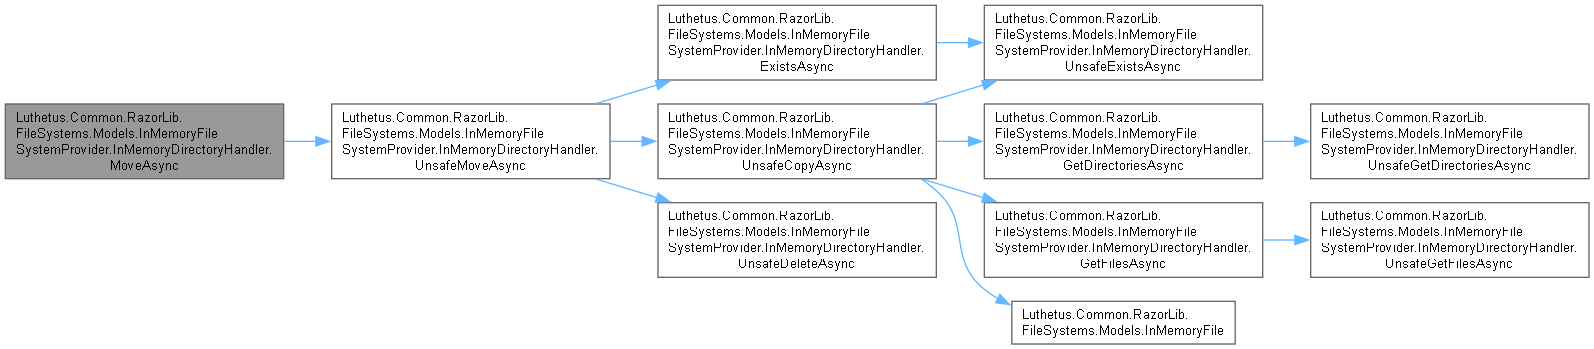 Luthetus.Common.RazorLib.
FileSystems.Models.InMemoryFile
SystemProvider.InMemoryDirectoryHandler.
MoveAsync
Luthetus.Common.RazorLib.
FileSystems.Models.InMemoryFile
SystemProvider.InMemoryDirectoryHandler.
UnsafeMoveAsync
Luthetus.Common.RazorLib.
FileSystems.Models.InMemoryFile
SystemProvider.InMemoryDirectoryHandler.
ExistsAsync
Luthetus.Common.RazorLib.
FileSystems.Models.InMemoryFile
SystemProvider.InMemoryDirectoryHandler.
UnsafeExistsAsync
Luthetus.Common.RazorLib.
FileSystems.Models.InMemoryFile
SystemProvider.InMemoryDirectoryHandler.
UnsafeCopyAsync
Luthetus.Common.RazorLib.
FileSystems.Models.InMemoryFile
SystemProvider.InMemoryDirectoryHandler.
GetDirectoriesAsync
Luthetus.Common.RazorLib.
FileSystems.Models.InMemoryFile
SystemProvider.InMemoryDirectoryHandler.
UnsafeGetDirectoriesAsync
Luthetus.Common.RazorLib.
FileSystems.Models.InMemoryFile
SystemProvider.InMemoryDirectoryHandler.
UnsafeDeleteAsync
Luthetus.Common.RazorLib.
FileSystems.Models.InMemoryFile
SystemProvider.InMemoryDirectoryHandler.
GetFilesAsync
Luthetus.Common.RazorLib.
FileSystems.Models.InMemoryFile
SystemProvider.InMemoryDirectoryHandler.
UnsafeGetFilesAsync
Luthetus.Common.RazorLib.
FileSystems.Models.InMemoryFile